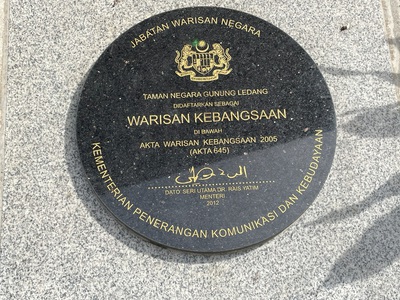 JABATAN WARISAN NEGARA
TAMAN NEGARA GUNUNG LEDANG
DIDAFTARKAN SEBAGAI
WARISAN KEBANGSAAN
DI BAWAH
AKTA WARISAN KEBANGSAAN 2005
(AKTA 645)
DATO' SERI UTAMA DR. RAIS YATIM
MENTERI
2012
KEMENTERIAN PENERANGAN KOMUNIKASI DAN KEBUDAYAAN